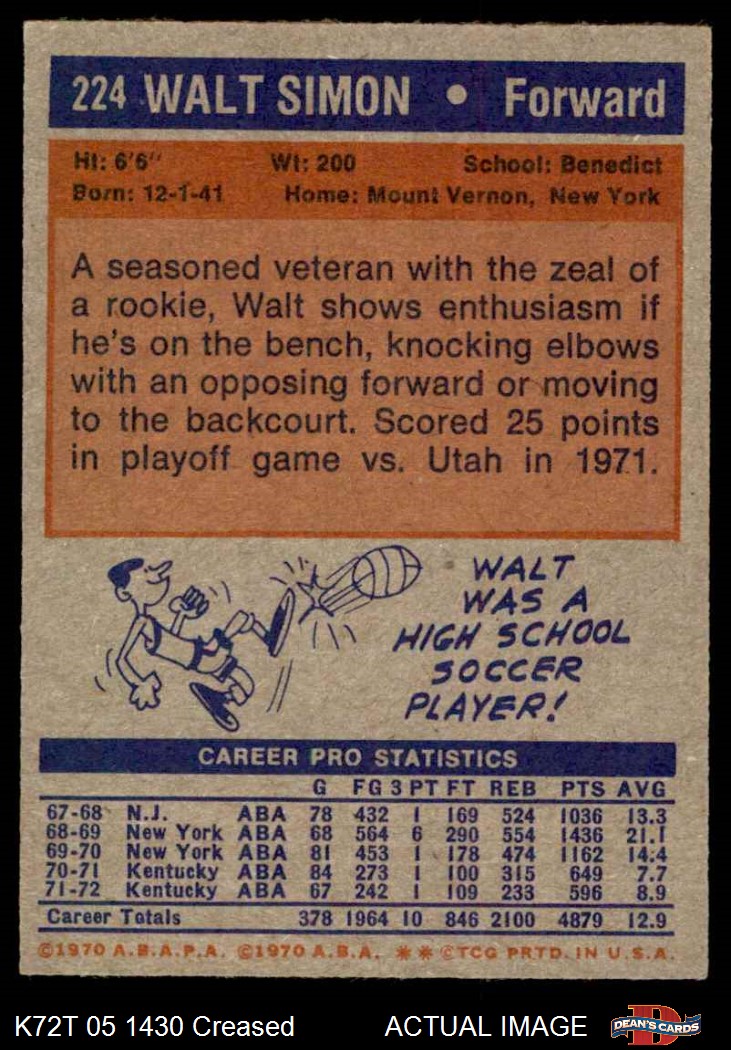 224 WALT SIMON • Forward
Ht: 6'6" Wt: 200 School: Benedict
Born: 12-1-41 Home: Mount Vernon, New York
A seasoned veteran with the zeal of
a rookie, Walt shows enthusiasm if
he's on the bench, knocking elbows
with an opposing forward or moving
to the backcourt. Scored 25 points
in playoff game vs. Utah in 1971.
WALT
WAS A
HIGH SCHOOL
SOCCER
PLAYER!
CAREER PRO STATISTICS
G FG 3 PT FT REB PTS AVG
67-68 N.J. ABA 78 432 1 169 524 1036 13.3
68-69 New York ABA 68 564 6 290 554 1436 21.1
69-70 New York ABA 81 453 1 178 474 1162 14.4
70-71 Kentucky ABA 84 273 1 100 315 649 7.7
71-72 Kentucky ABA 67 242 1 109 233 596 8.9
Career Totals 378 1964 10 846 2100 4879 12.9
©1970 A.B.A.P.A. ©1970 A.B.A. ** ©TCG PRTD. IN U.S.A.
K72T 05 1430 Creased ACTUAL IMAGE
D
DEAN'S CARDS